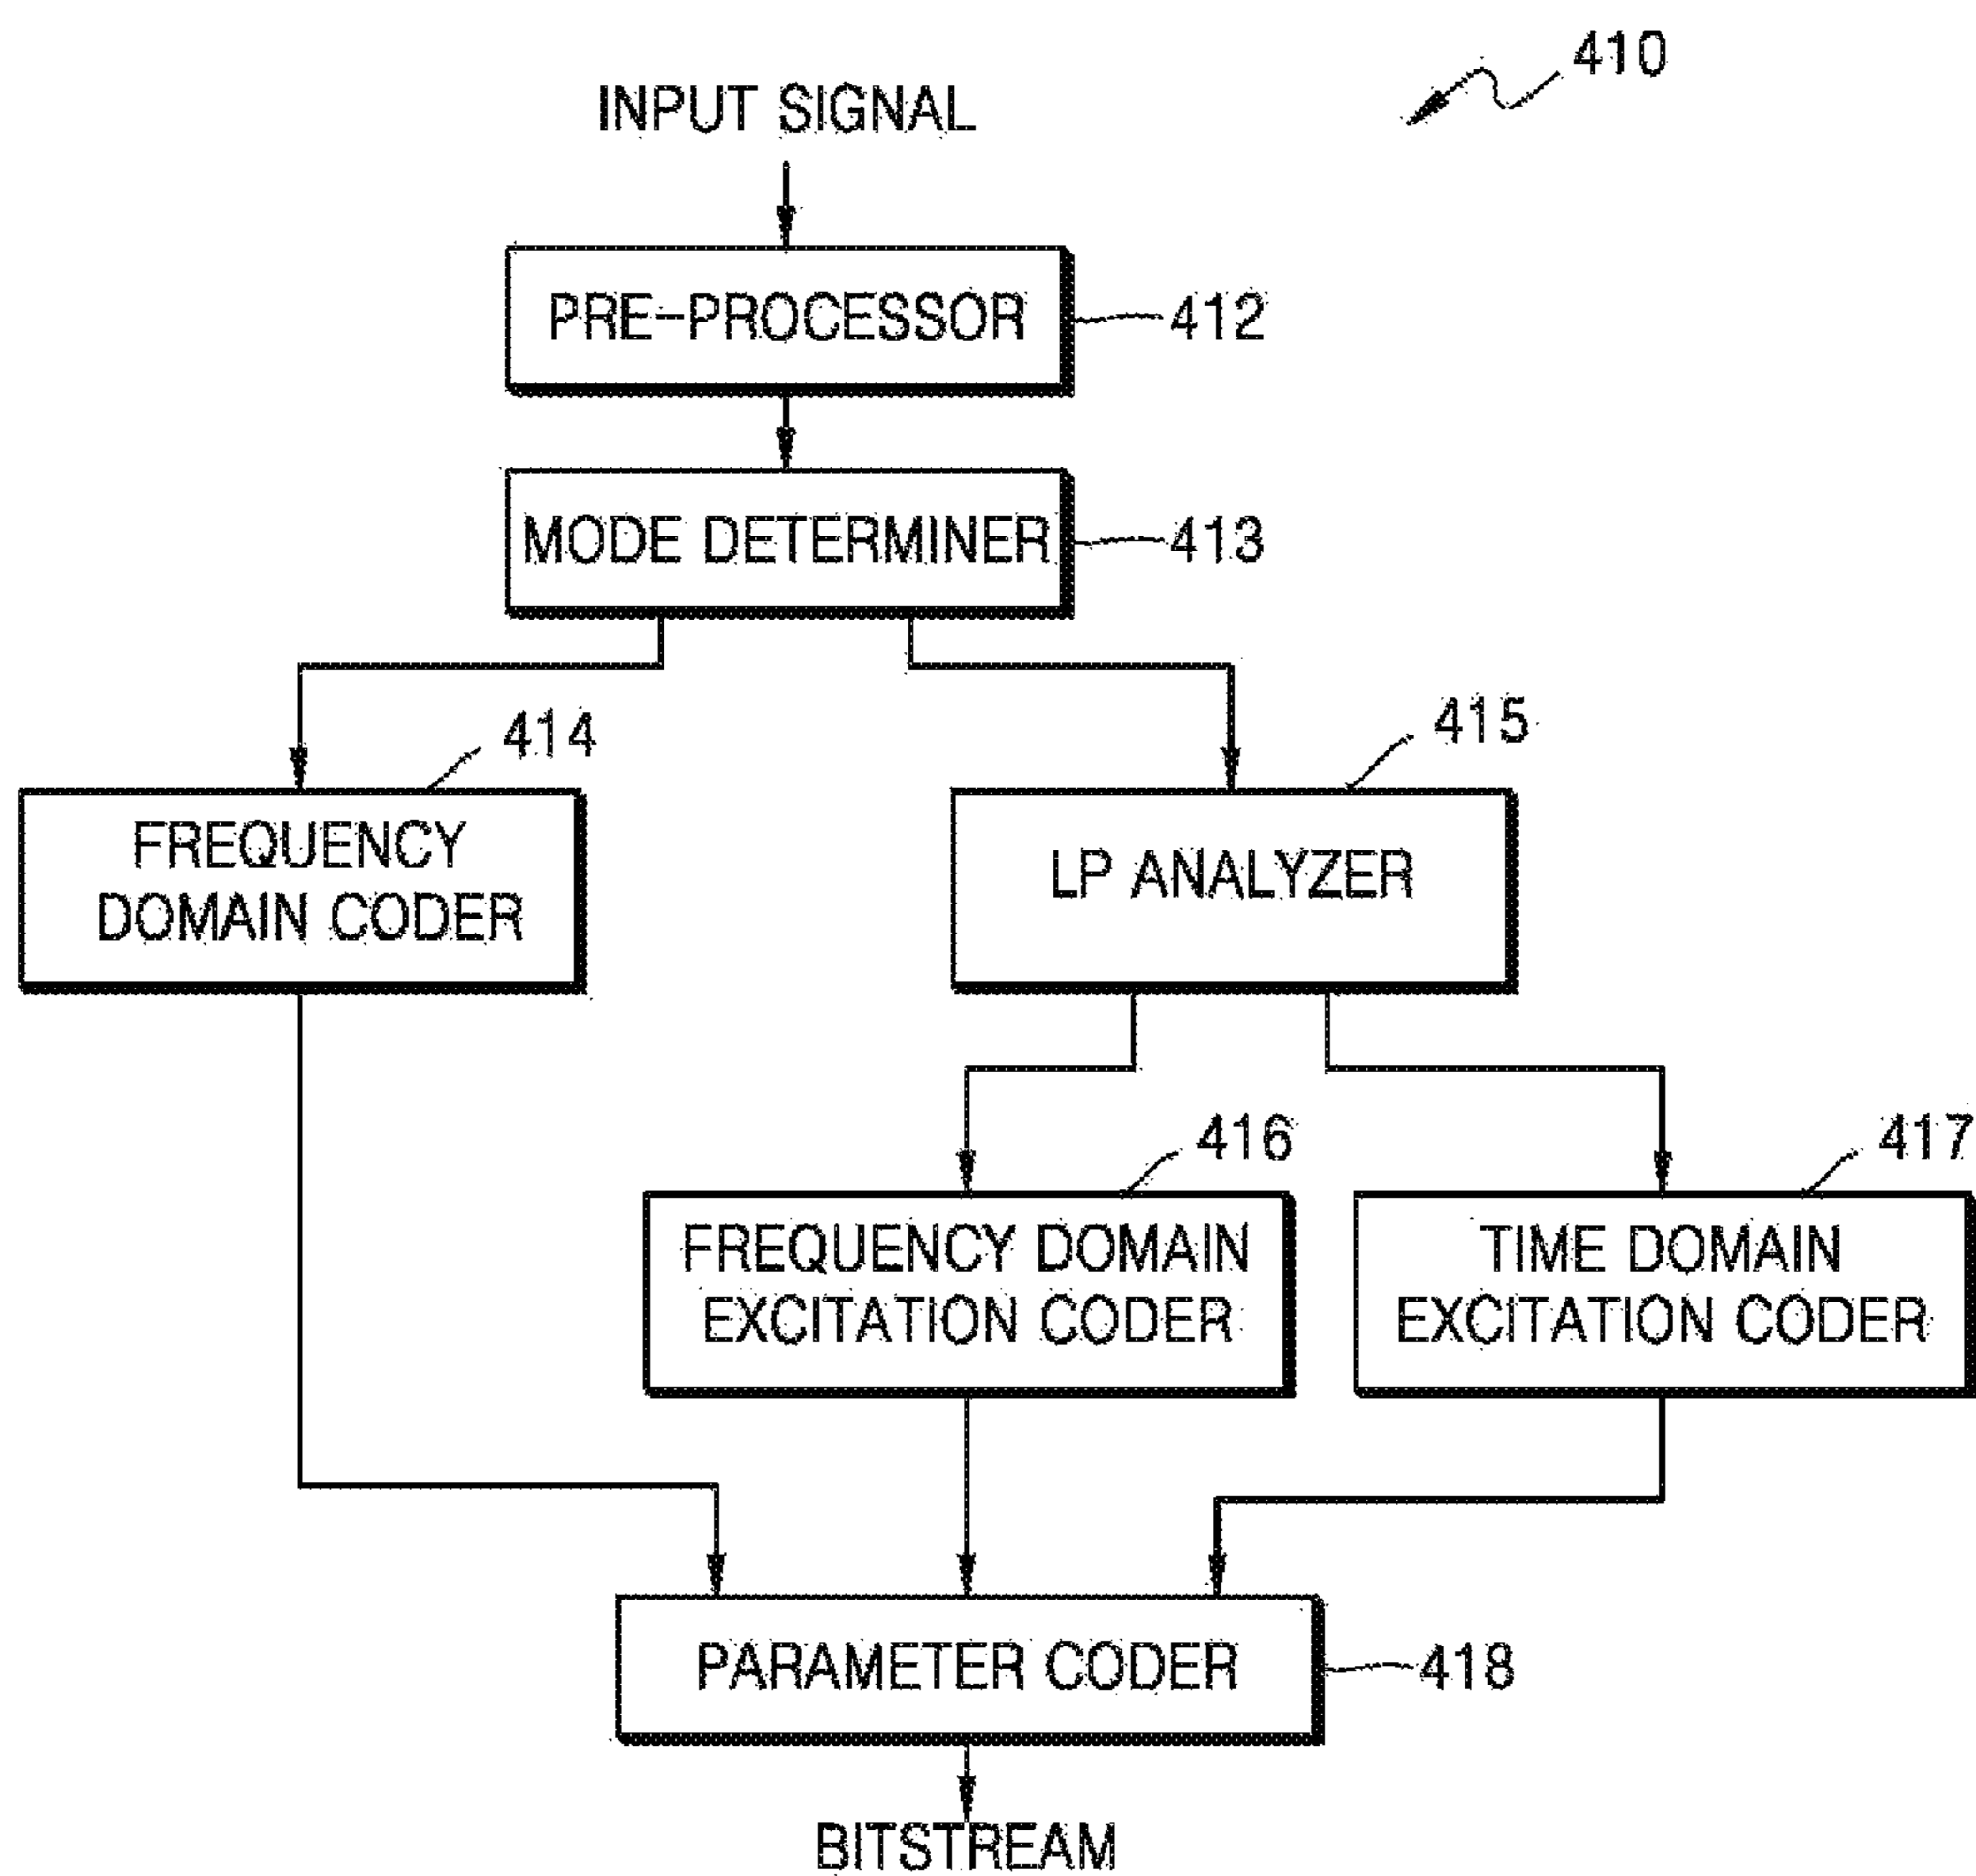 410
INPUT SIGNAL
PRE-PROCESSOR
412
MODE DETERMINER
413
414
415
FREQUENCY
DOMAIN CODER
LP ANALYZER
416
417
FREQUENCY DOMAIN
EXCITATION CODER
TIME DOMAIN
EXCITATION CODER
PARAMETER CODER
418
BITSTREAM